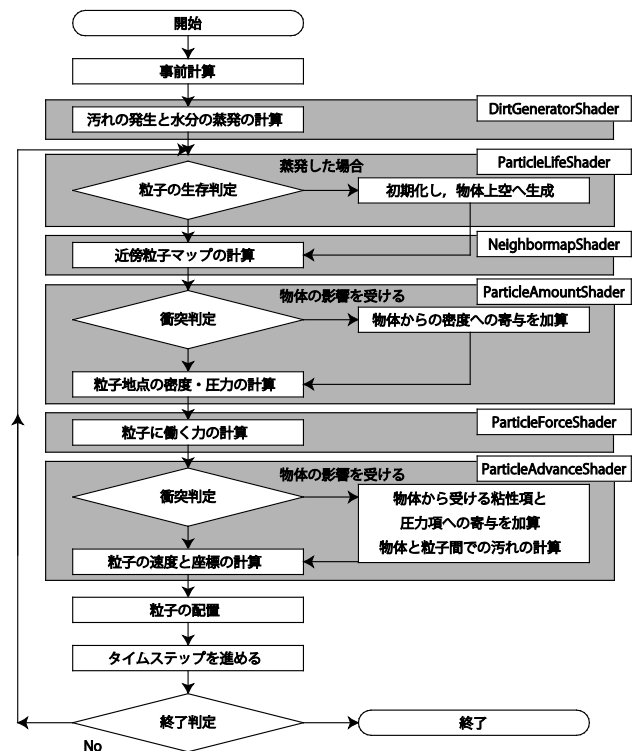 開始
事前計算
DirtGeneratorShader
汚れの発生と水分の蒸発の計算
ParticleLifeShader
蒸発した場合
粒子の生存判定
初期化し，物体上空へ生成
NeighbormapShader
近傍粒子マップの計算
ParticleAmountShader
物体の影響を受ける
衝突判定
物体からの密度への寄与を加算
粒子地点の密度・圧力の計算
ParticleForceShader
粒子に働く力の計算
ParticleAdvanceShader
物体の影響を受ける
衝突判定
物体から受ける粘性項と
圧力項への寄与を加算
物体と粒子間での汚れの計算
粒子の速度と座標の計算
粒子の配置
タイムステップを進める
終了判定
終了
No